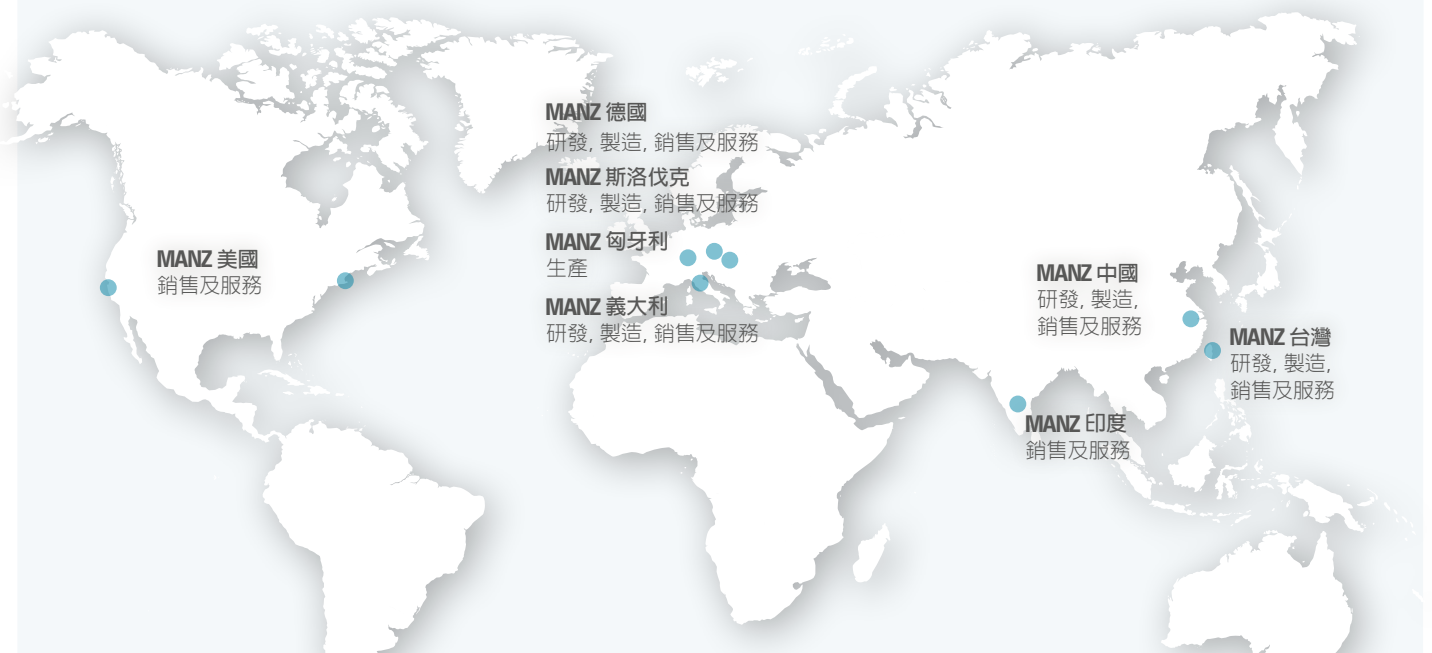 MANZ 德國
研發, 製造, 銷售及服務
MANZ 斯洛伐克
研發, 製造, 銷售及服務
MANZ 匈牙利
生產
MANZ 義大利
研發, 製造, 銷售及服務
MANZ 美國
銷售及服務
MANZ 中國
研發, 製造,
銷售及服務
MANZ 台灣
研發, 製造,
銷售及服務
MANZ 印度
銷售及服務